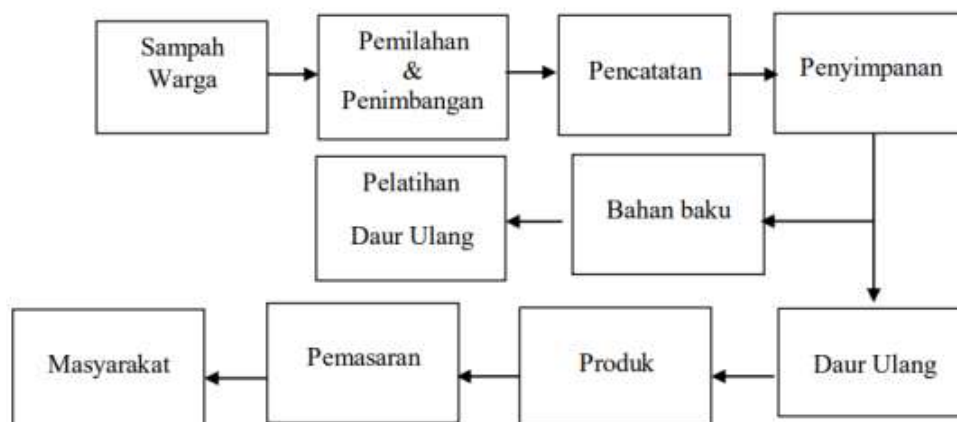 Sampah
Warga
Pemilahan
&
Penimbangan
Pencatatan
Penyimpanan
Pelatihan
Daur Ulang
Bahan baku
Masyarakat
Pemasaran
Produk
Daur Ulang